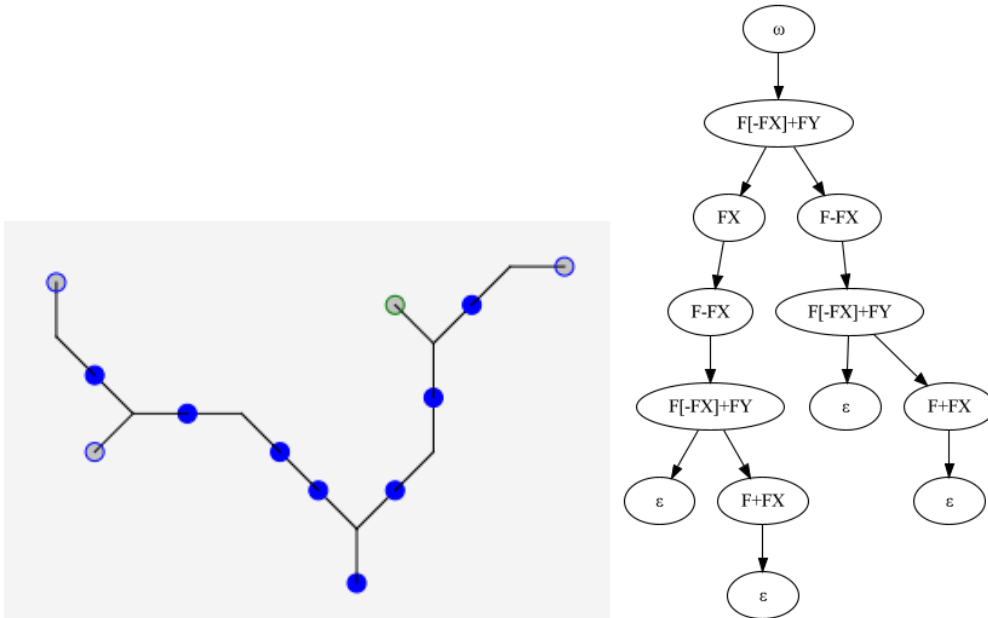 ω
F[-FX]+FY
FX
F-FX
F-FX
F[-FX]+FY
F[-FX]+FY
ε
F+FX
ε
F+FX
ε
ε